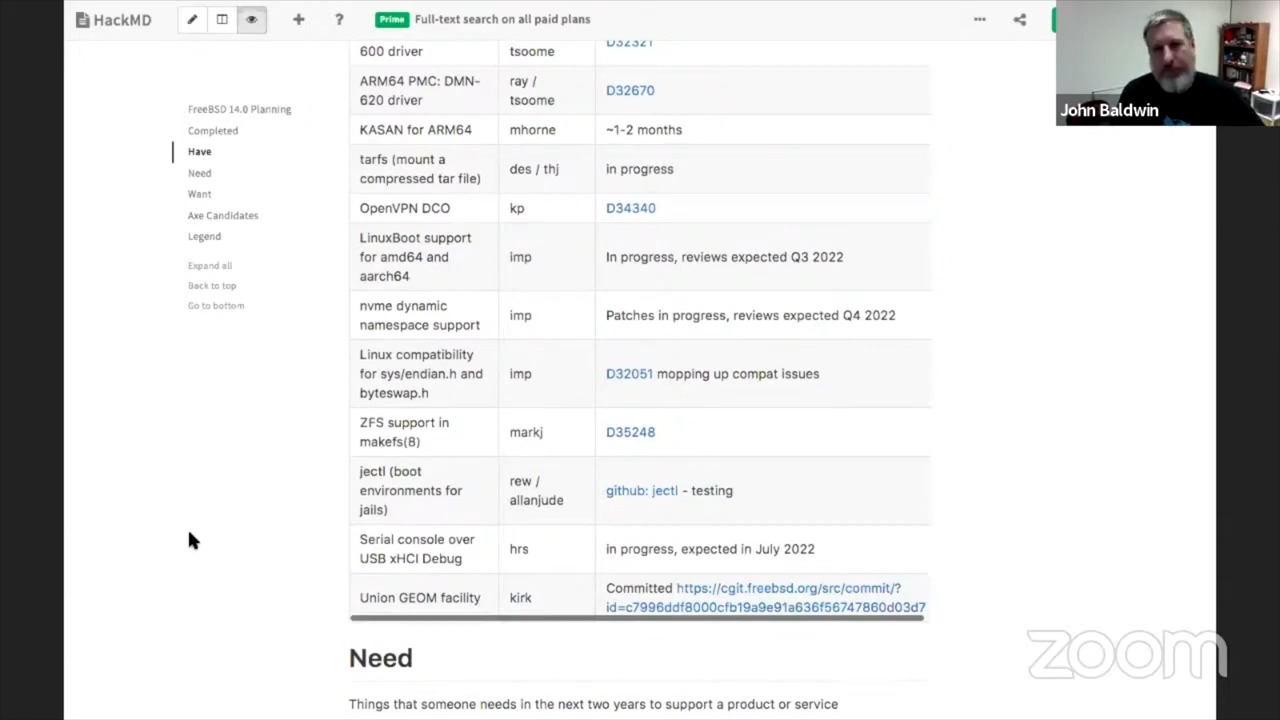 HackMD
Prime Full-text search on all paid plans
John Baldwin
FreeBSD 14.0 Planning
Completed
Have
Need
Want
Axe Candidates
Legend
Expand all
Back to top
Go to bottom
600 driver
tsoome
D32321
ARM64 PMC: DMN-
620 driver
ray /
tsoome
D32670
KASAN for ARM64
mhorne
~1-2 months
tarfs (mount a
compressed tar file)
des / thj
in progress
OpenVPN DCO
kp
D34340
LinuxBoot support
for amd64 and
aarch64
imp
In progress, reviews expected Q3 2022
nvme dynamic
namespace support
imp
Patches in progress, reviews expected Q4 2022
Linux compatibility
for sys/endian.h and
byteswap.h
imp
D32051 mopping up compat issues
ZFS support in
makefs(8)
markj
D35248
jectl (boot
environments for
jails)
rew /
allanjude
github: jectl - testing
Serial console over
USB xHCI Debug
hrs
in progress, expected in July 2022
Union GEOM facility
kirk
Committed https://cgit.freebsd.org/src/commit/?
id=c7996ddf8000cfb19a9e91a636f56747860d03d7
Need
Things that someone needs in the next two years to support a product or service
zoom